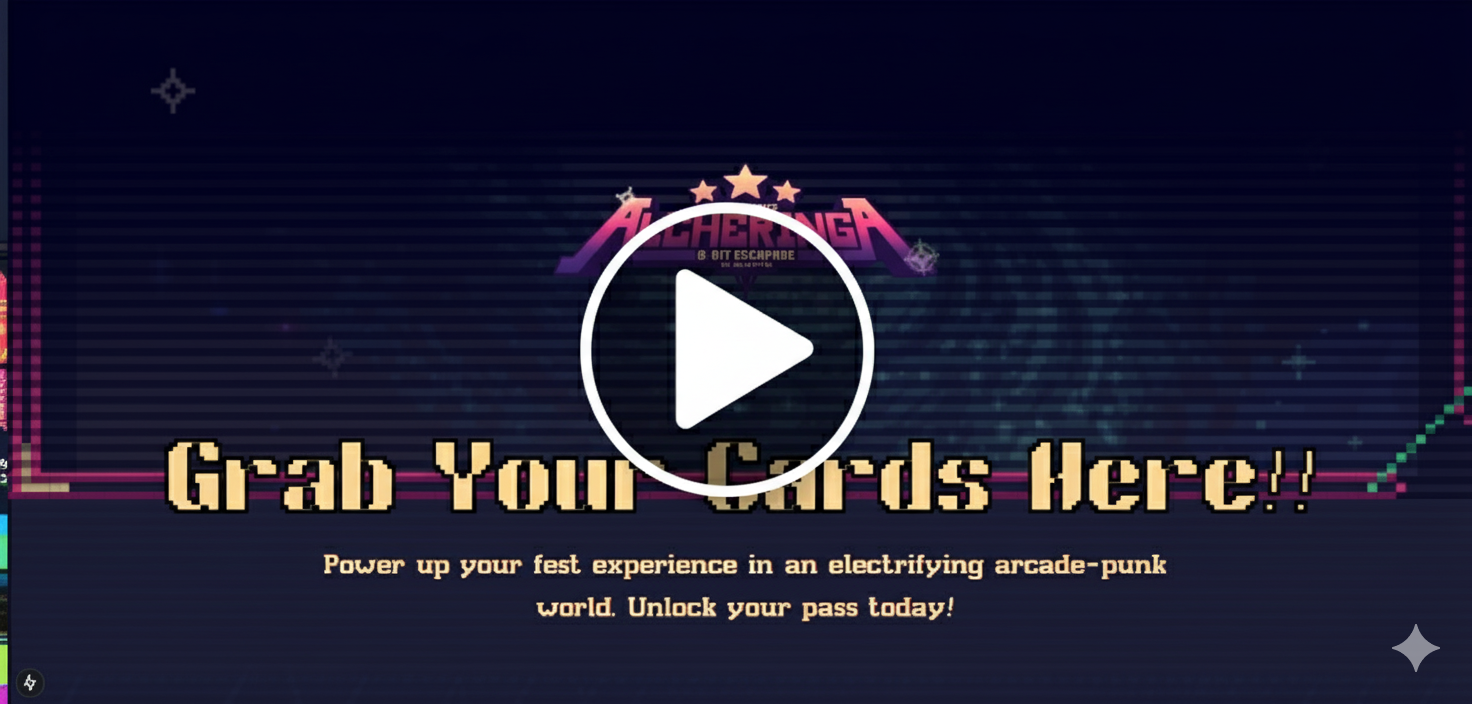 ALCHERINGA
8 BIT ESCAPADE
Grab Your Cards Here!!
Power up your fest experience in an electrifying arcade-punk
world. Unlock your pass today!